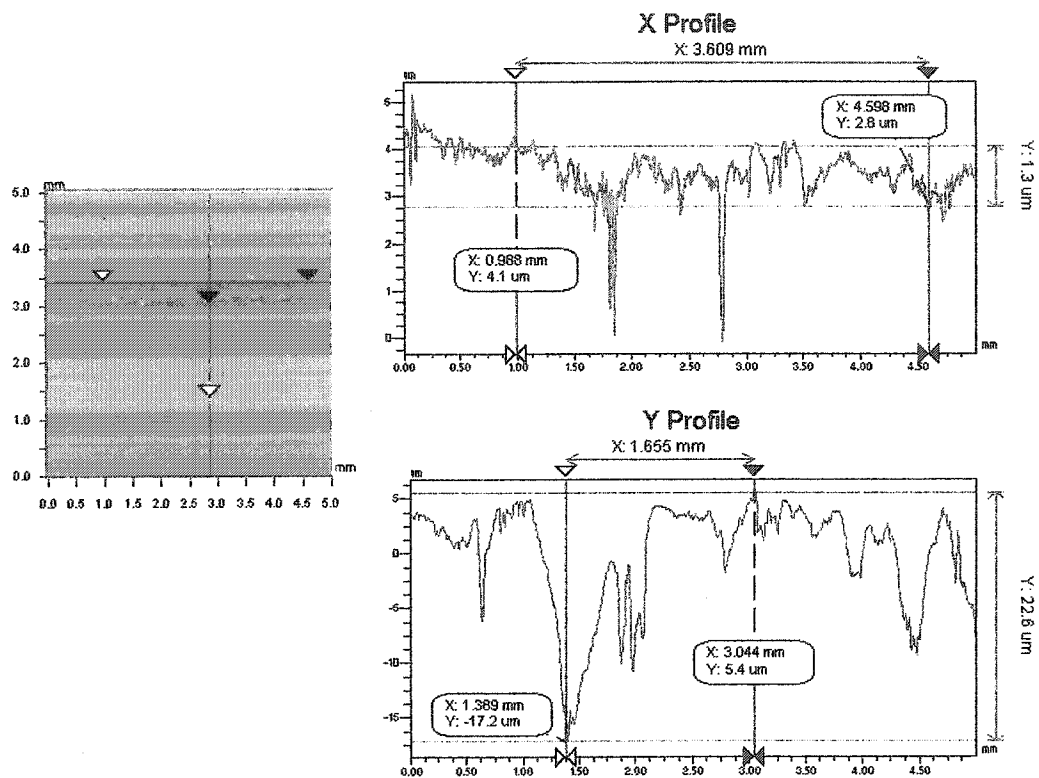 X Profile
X: 3.609 mm
um
5
4
3
2
1
0
X: 4.598 mm
Y: 2.8 um
X: 0.988 mm
Y: 4.1 um
Y: 1.3 um
mm
0.00 0.50 1.00 1.50 2.00 2.50 3.00 3.50 4.00 4.50
mm
5.0
4.0
3.0
2.0
1.0
0.0
mm
0.0 0.5 1.0 1.5 2.0 2.5 3.0 3.5 4.0 4.5 5.0
Y Profile
X: 1.655 mm
um
5
0
-5
-10
-15
X: 3.044 mm
Y: 5.4 um
X: 1.389 mm
Y: -17.2 um
Y: 22.6 um
mm
0.00 0.50 1.00 1.50 2.00 2.50 3.00 3.50 4.00 4.50